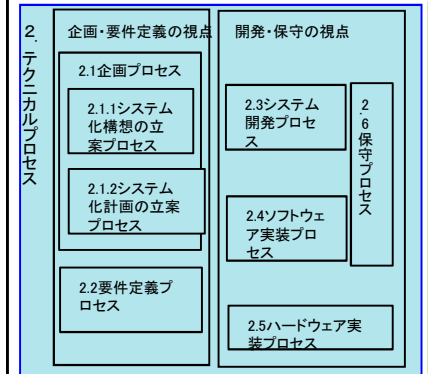 2.テクニカルプロセス
企画・要件定義の視点
2.1企画プロセス
2.1.1システム
化構想の立
案プロセス
2.1.2システム
化計画の立案
プロセス
2.2要件定義プ
ロセス
開発・保守の視点
2.3システム
開発プロセ
ス
2.4ソフトウェ
ア実装プロ
セス
2.5ハードウェア実
装プロセス
2.6保守プロセス